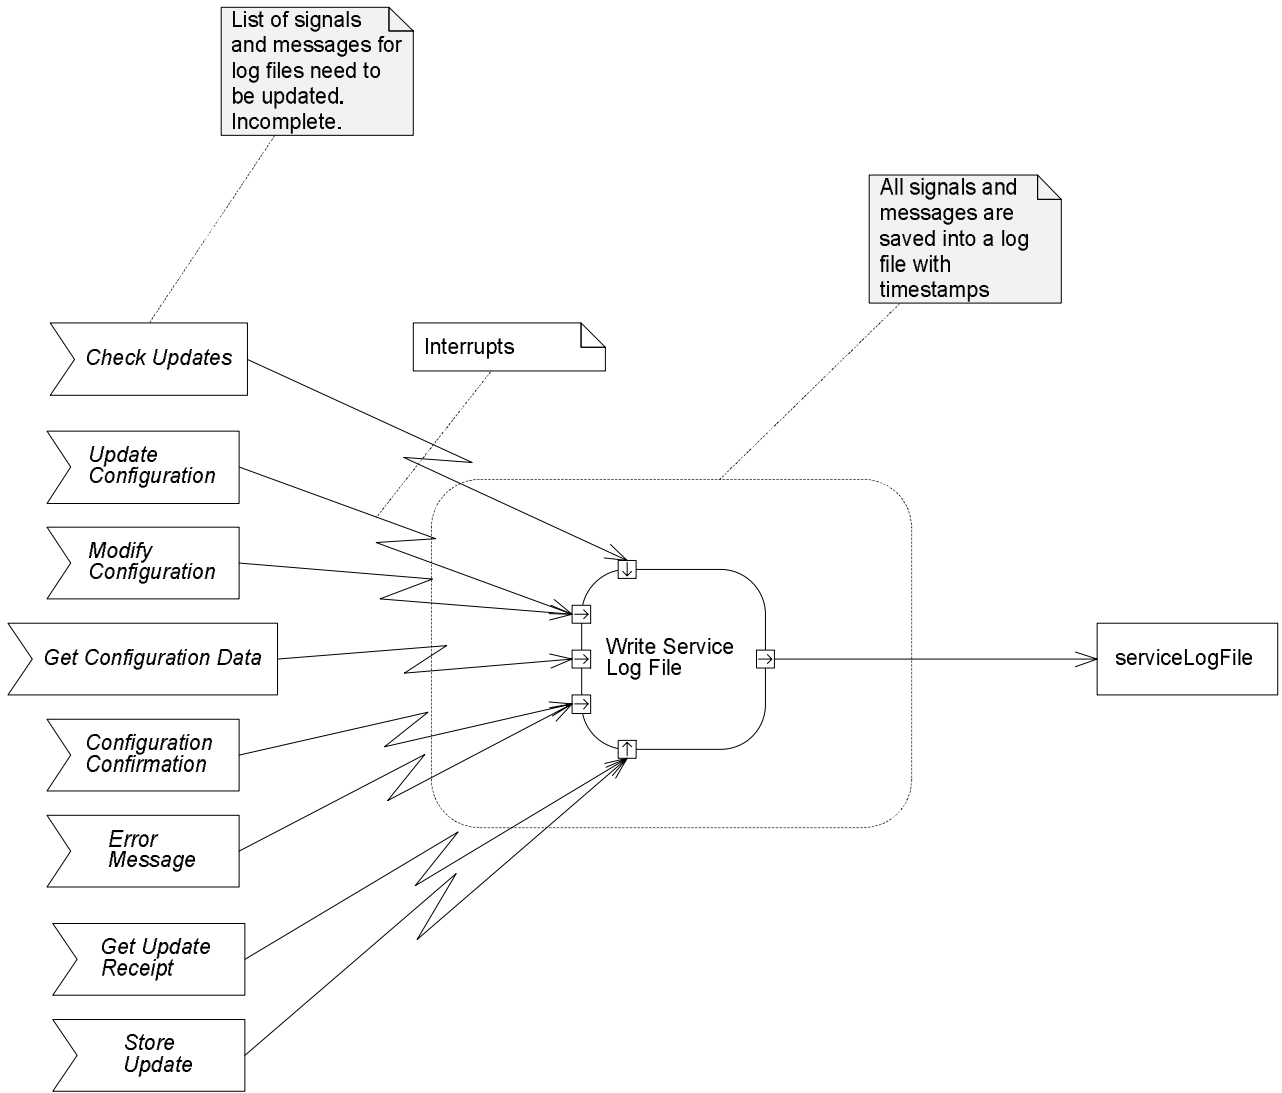 List of signals
and messages for
log files need to
be updated.
Incomplete.
All signals and
messages are
saved into a log
file with
timestamps
Check Updates
Interrupts
Update
Configuration
Modify
Configuration
Get Configuration Data
Write Service
Log File
serviceLogFile
Configuration
Confirmation
Error
Message
Get Update
Receipt
Store
Update